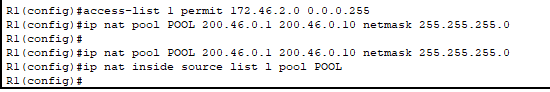 R1(config)#access-list 1 permit 172.46.2.0 0.0.0.255
R1(config)#ip nat pool POOL 200.46.0.1 200.46.0.10 netmask 255.255.255.0
R1(config)#
R1(config)#ip nat pool POOL 200.46.0.1 200.46.0.10 netmask 255.255.255.0
R1(config)#ip nat inside source list 1 pool POOL
R1(config)#